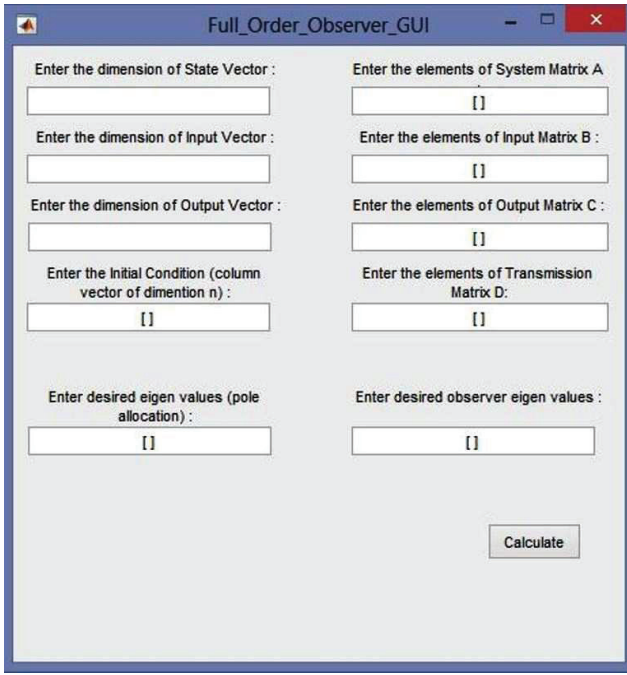 Full_Order_Observer_GUI
Enter the dimension of State Vector :
Enter the elements of System Matrix A
:
[ ]
Enter the dimension of Input Vector :
Enter the elements of Input Matrix B :
[ ]
Enter the dimension of Output Vector :
Enter the elements of Output Matrix C :
[ ]
Enter the Initial Condition (column
vector of dimention n) :
[ ]
Enter the elements of Transmission
Matrix D:
[ ]
Enter desired eigen values (pole
allocation) :
[ ]
Enter desired observer eigen values :
[ ]
Calculate